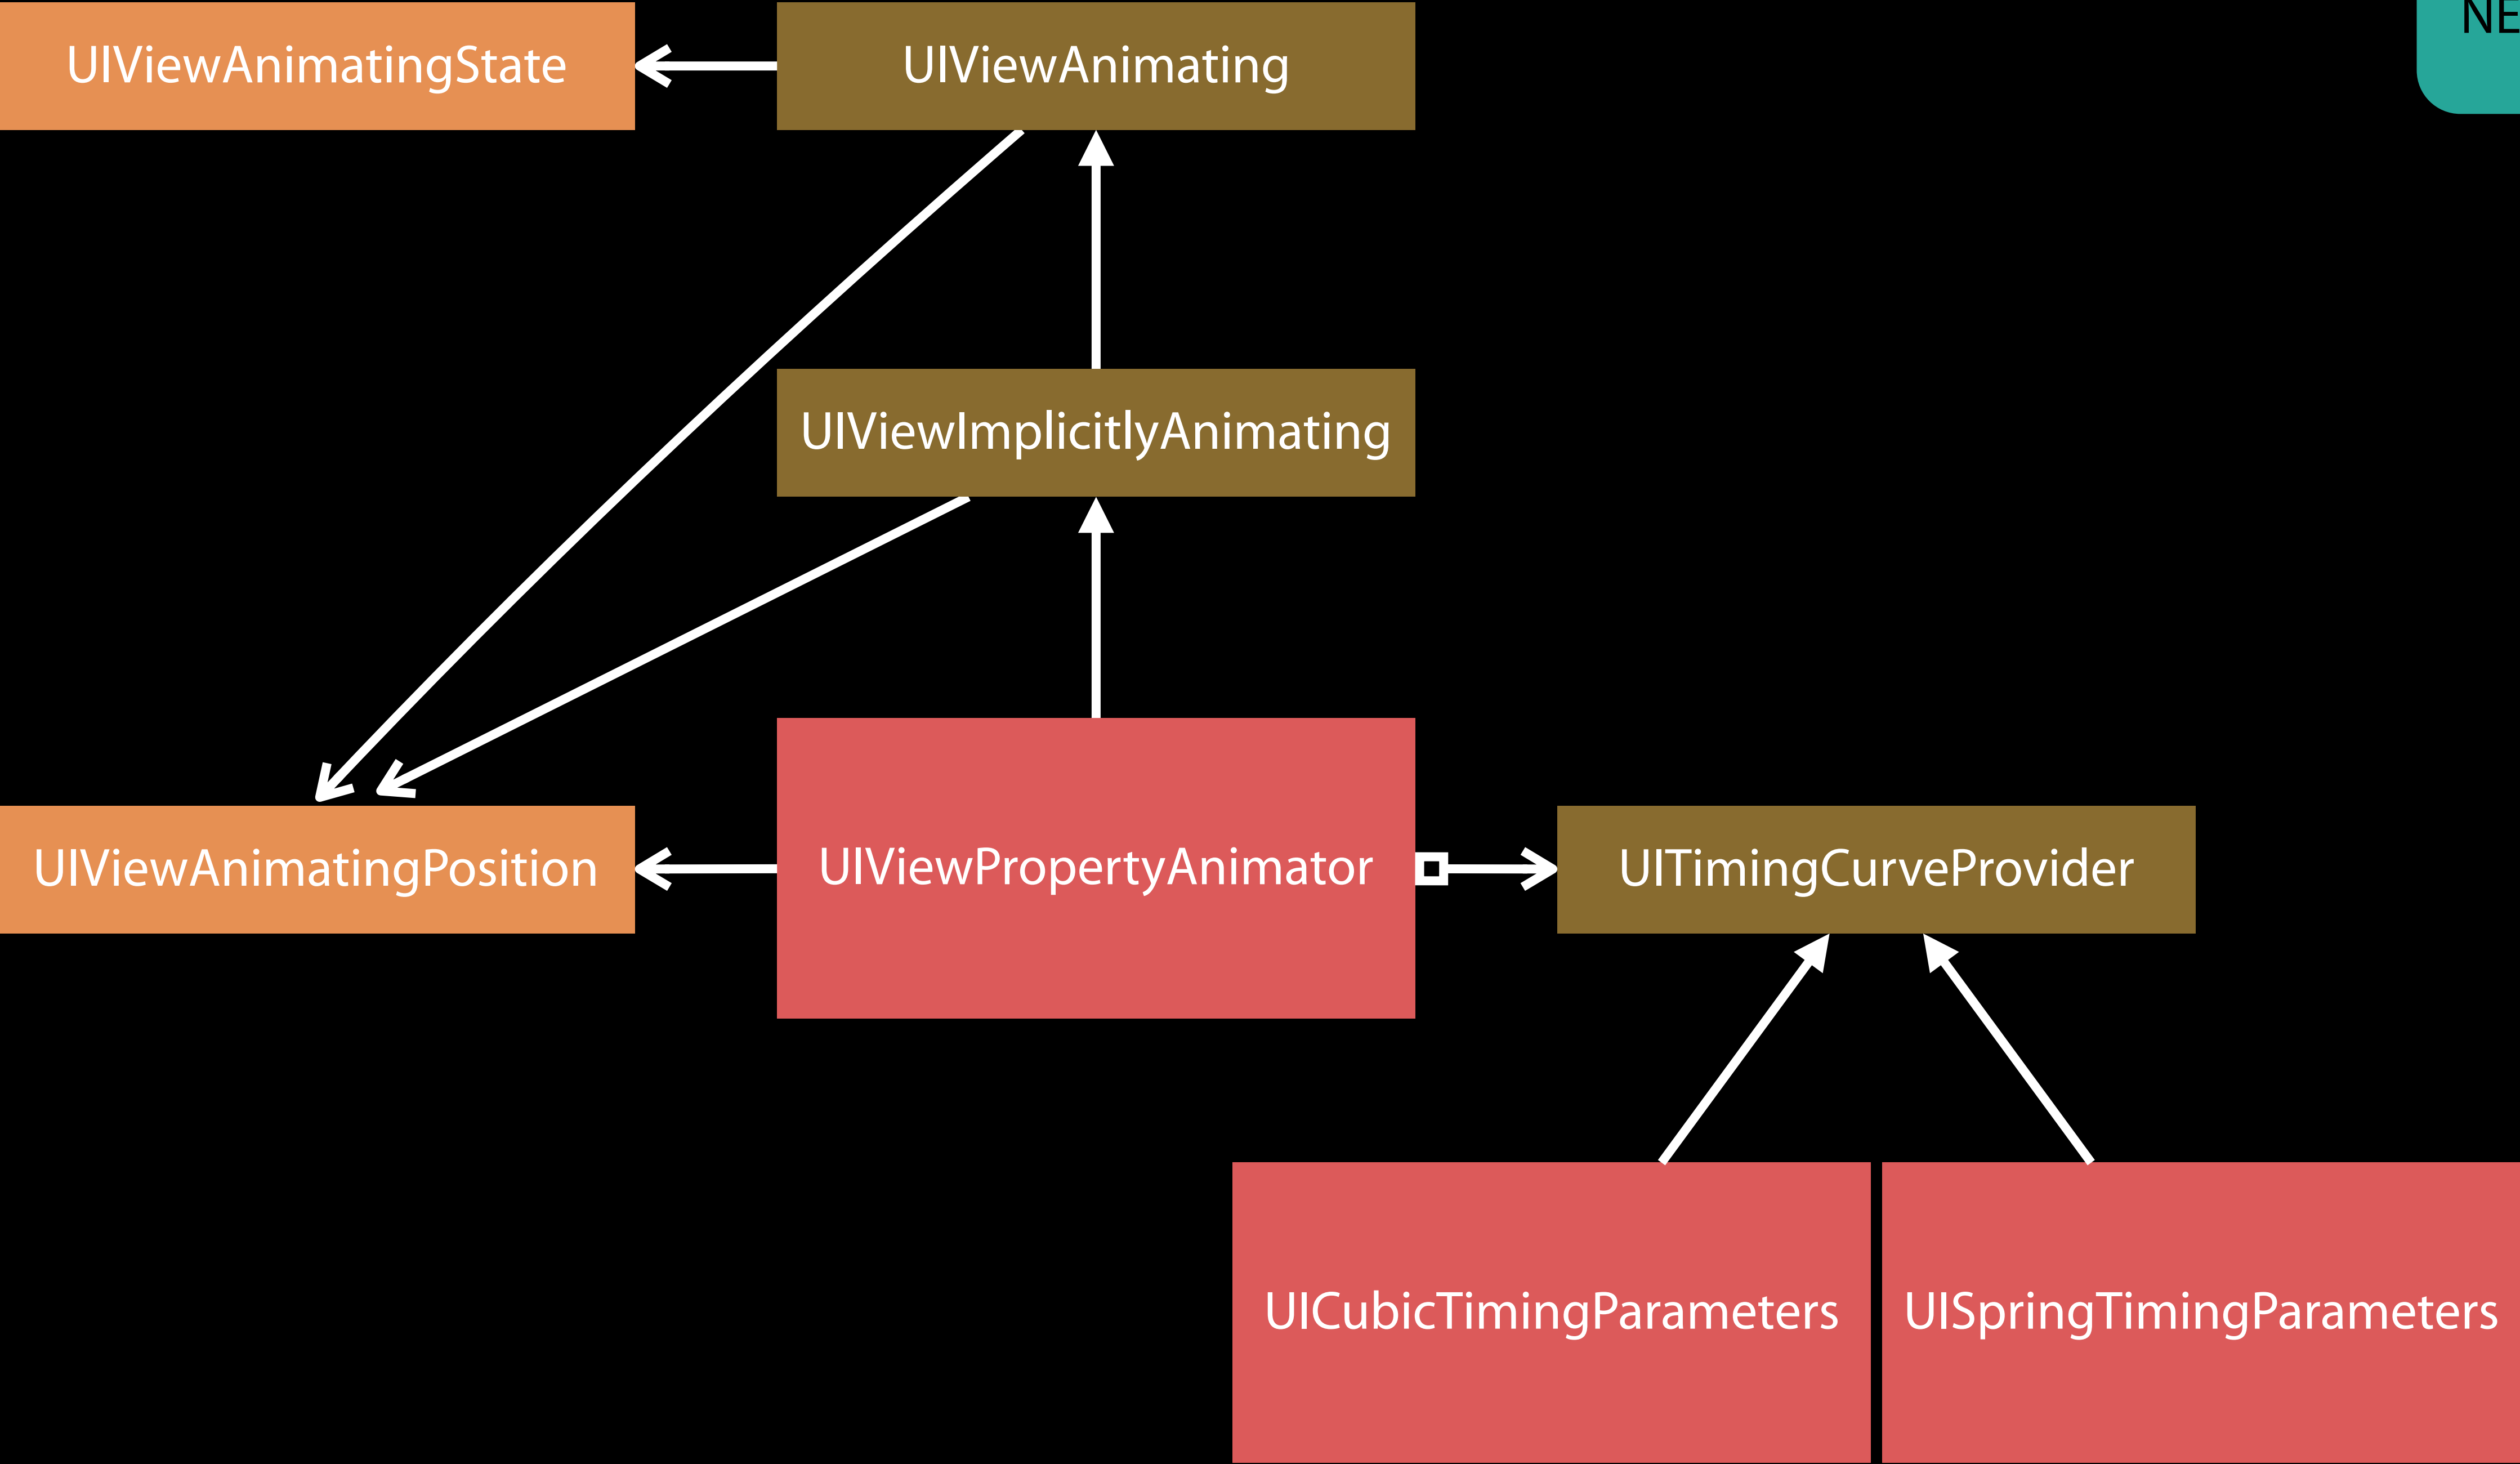 UIViewAnimatingState
UIViewAnimating
UIViewImplicitlyAnimating
UIViewAnimatingPosition
UIViewPropertyAnimator
UITimingCurveProvider
UICubicTimingParameters
UISpringTimingParameters